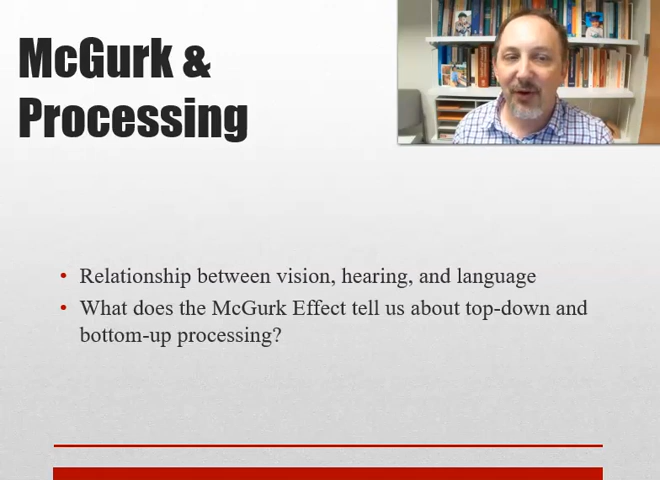 McGurk &
Processing
• Relationship between vision, hearing, and language
• What does the McGurk Effect tell us about top-down and
bottom-up processing?